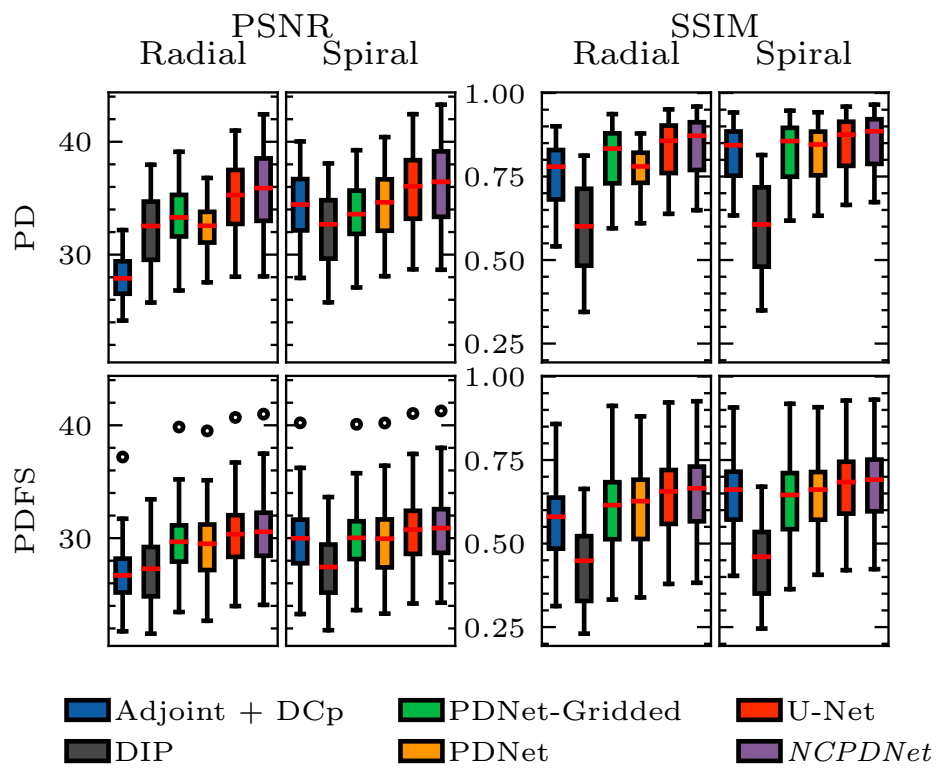 PSNR SSIM
Radial Spiral Radial Spiral
PD
40
30
1.00
0.75
0.50
0.25
PDFS
40
30
1.00
0.75
0.50
0.25
Adjoint + DCp PDNet-Gridded U-Net
DIP PDNet NCPDNet